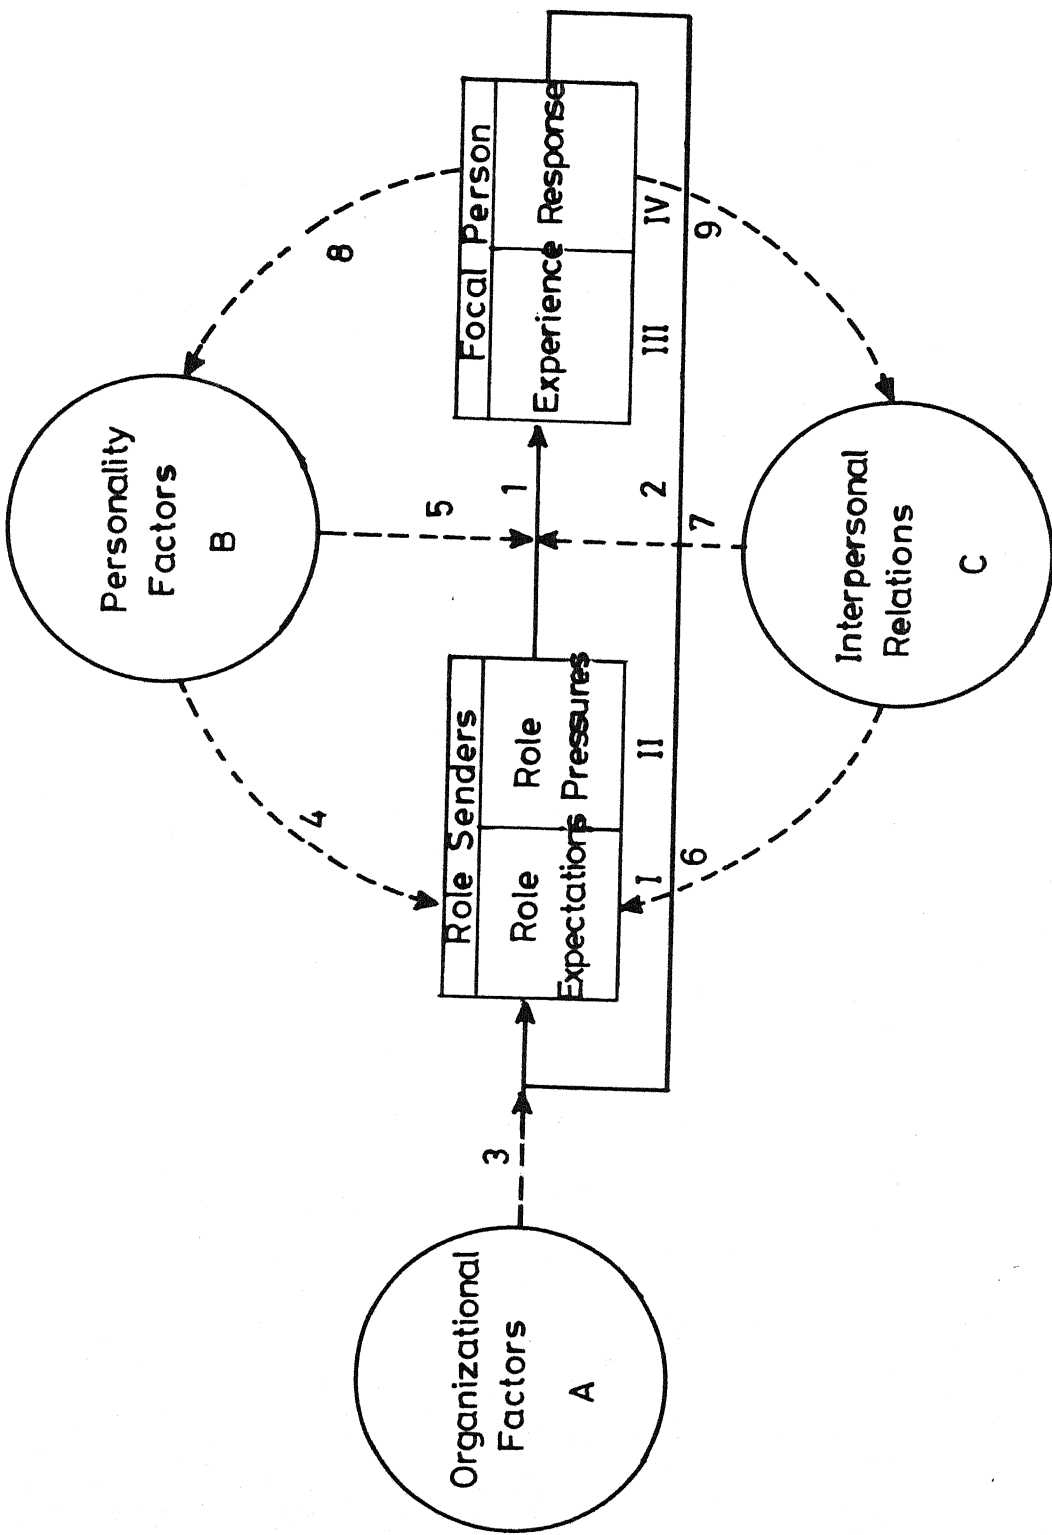 Personality
Factors
B
8
4
5
Role Senders
Role
Expectations
I
Role
Pressures
II
1
Focal Person
Experience
III
Response
IV
3
Organizational
Factors
A
2
6
7
9
Interpersonal
Relations
C